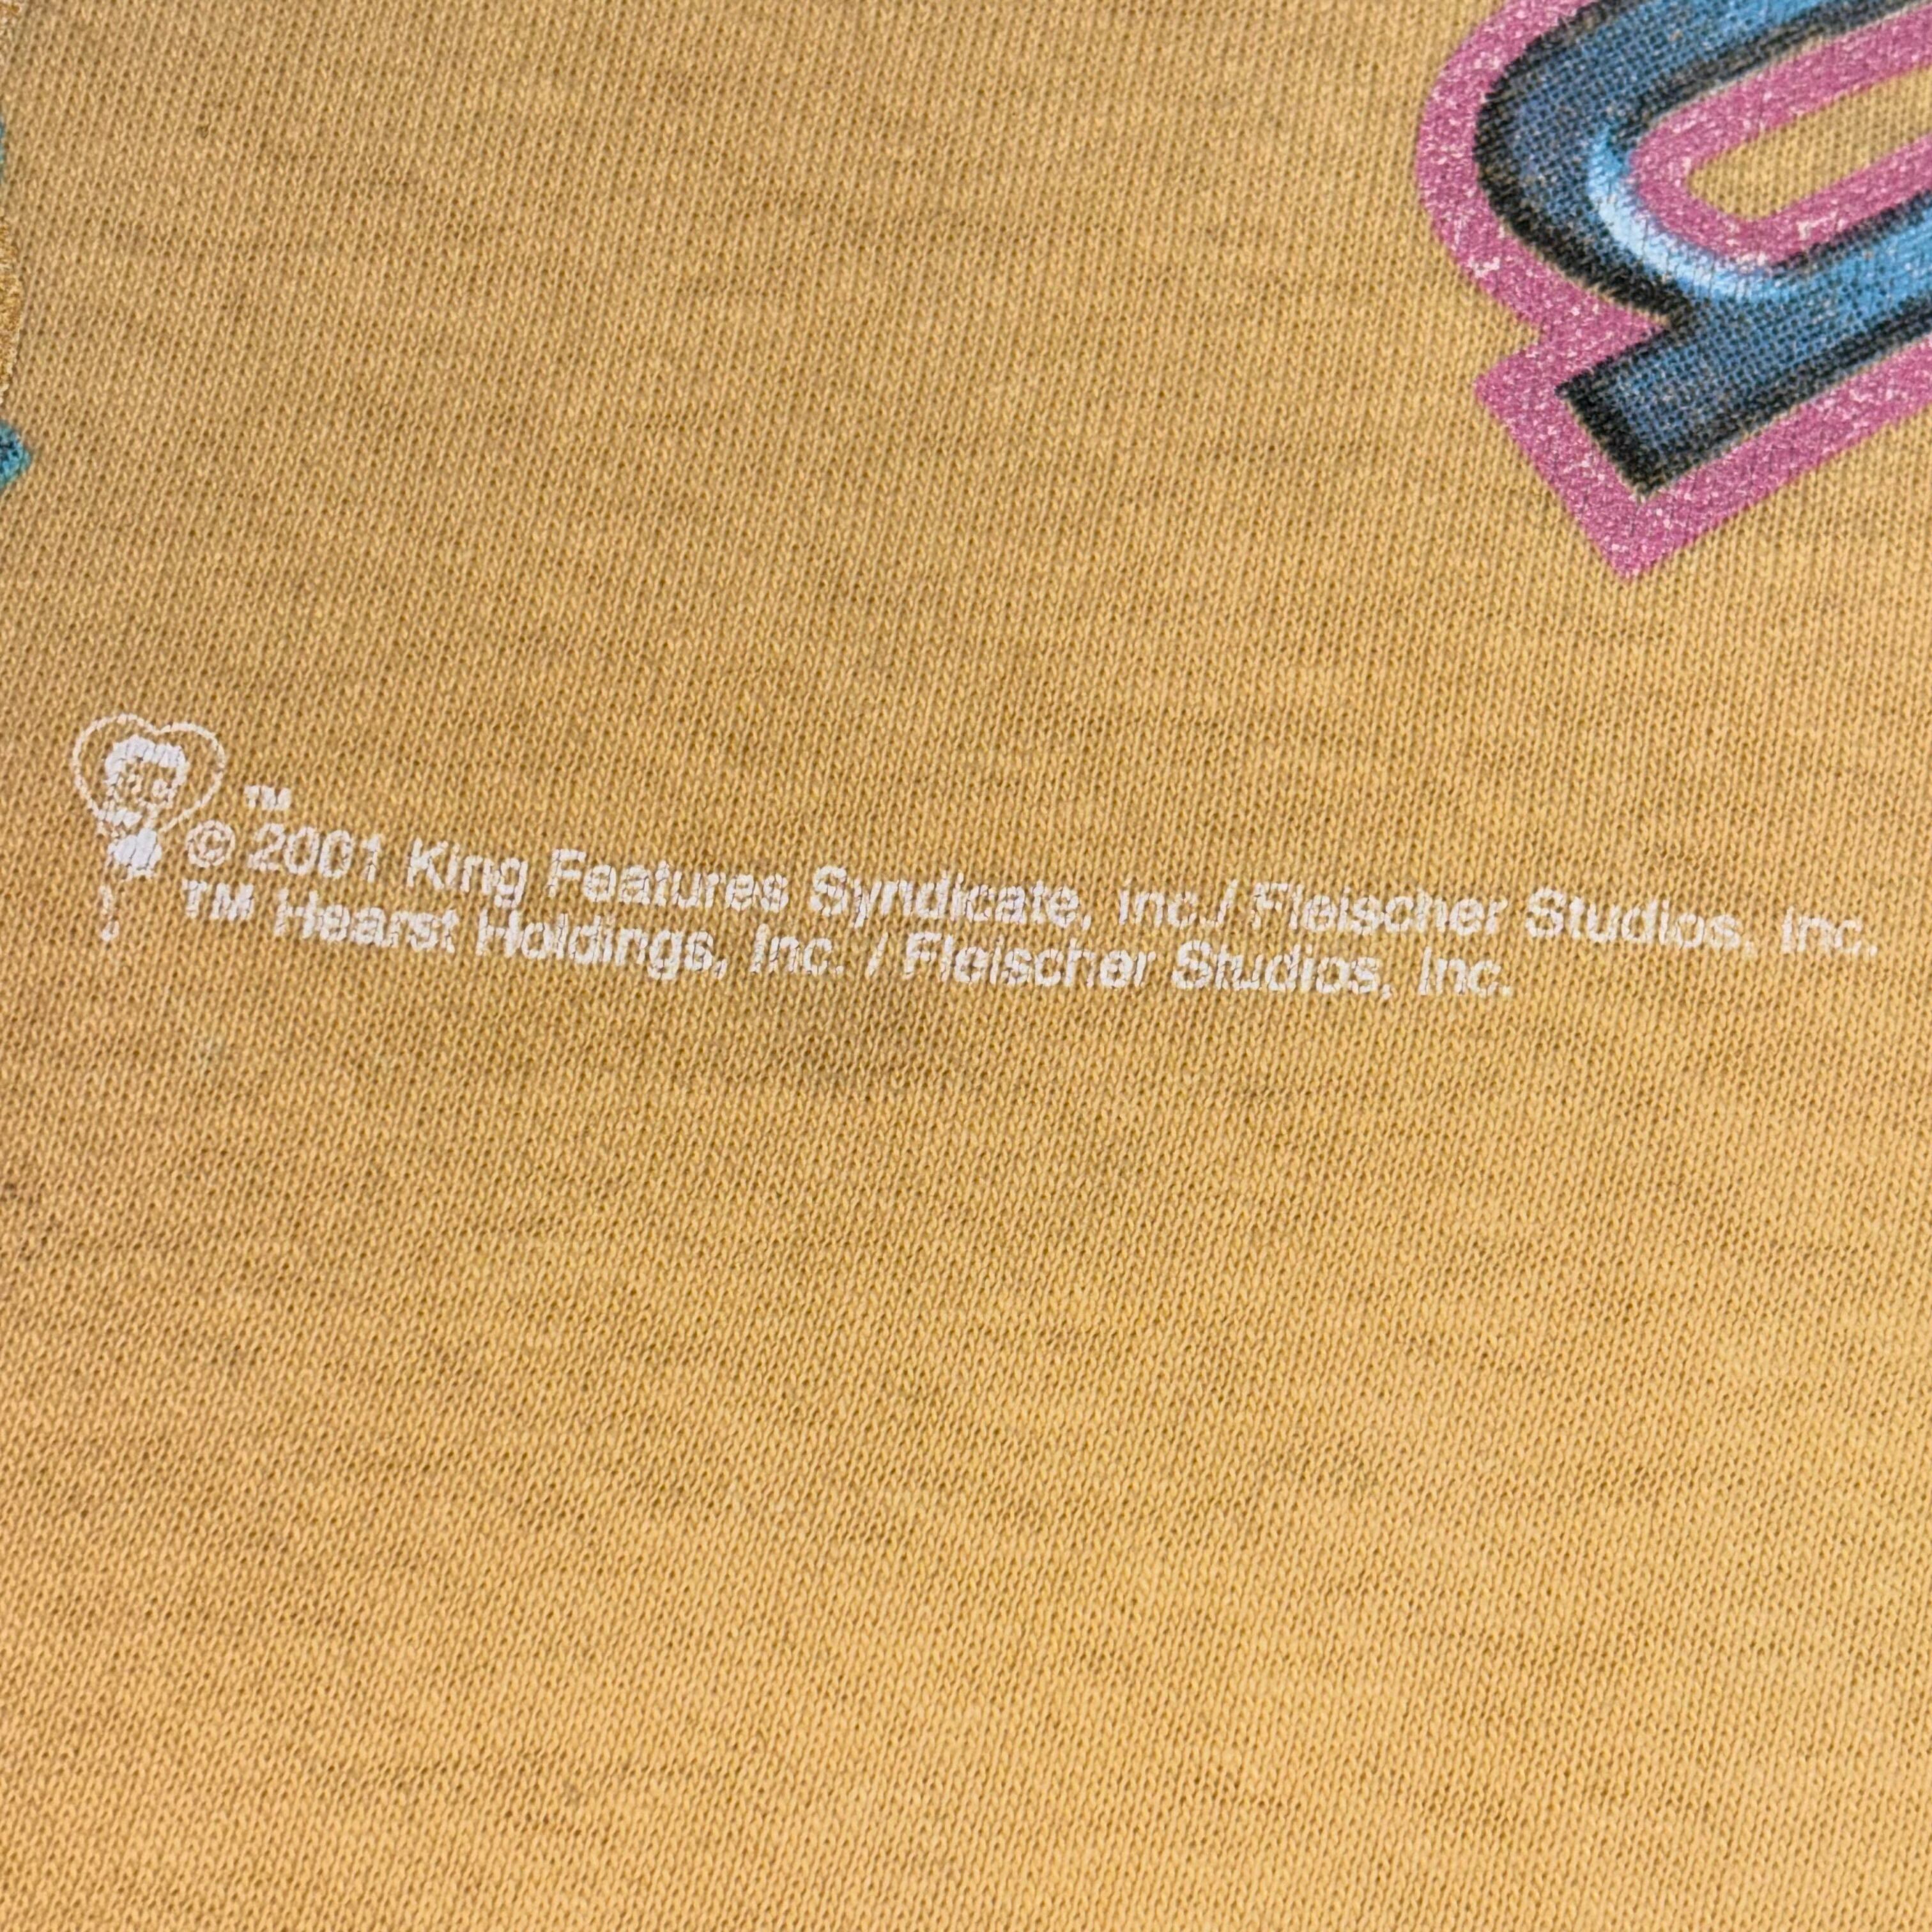 TM
© 2001 King Features Syndicate, Inc./ Fleischer Studios, Inc.
TM Hearst Holdings, Inc. / Fleischer Studios, Inc.